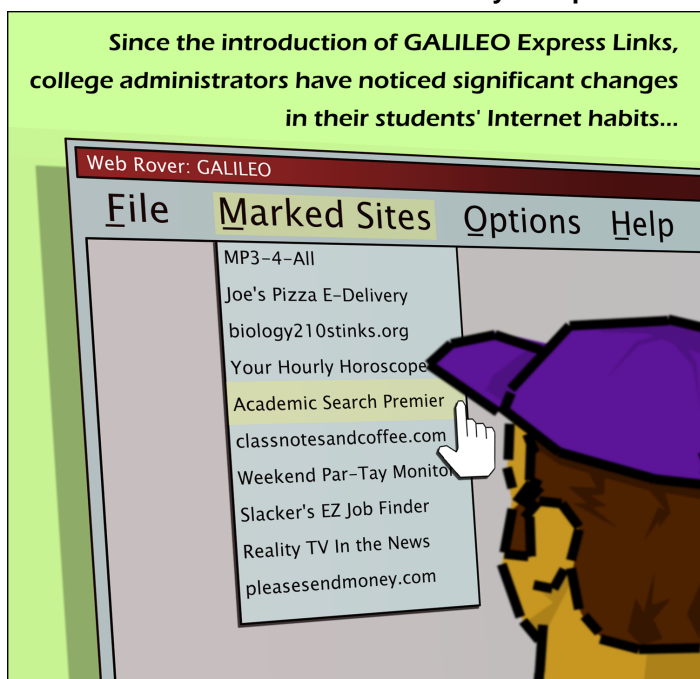 Since the introduction of GALILEO Express Links,
college administrators have noticed significant changes
in their students' Internet habits...
Web Rover: GALILEO
File Marked Sites Options Help
MP3-4-All
Joe's Pizza E-Delivery
biology210stinks.org
Your Hourly Horoscope
Academic Search Premier
classnotesandcoffee.com
Weekend Par-Tay Monitor
Slacker's EZ Job Finder
Reality TV In the News
pleasesendmoney.com